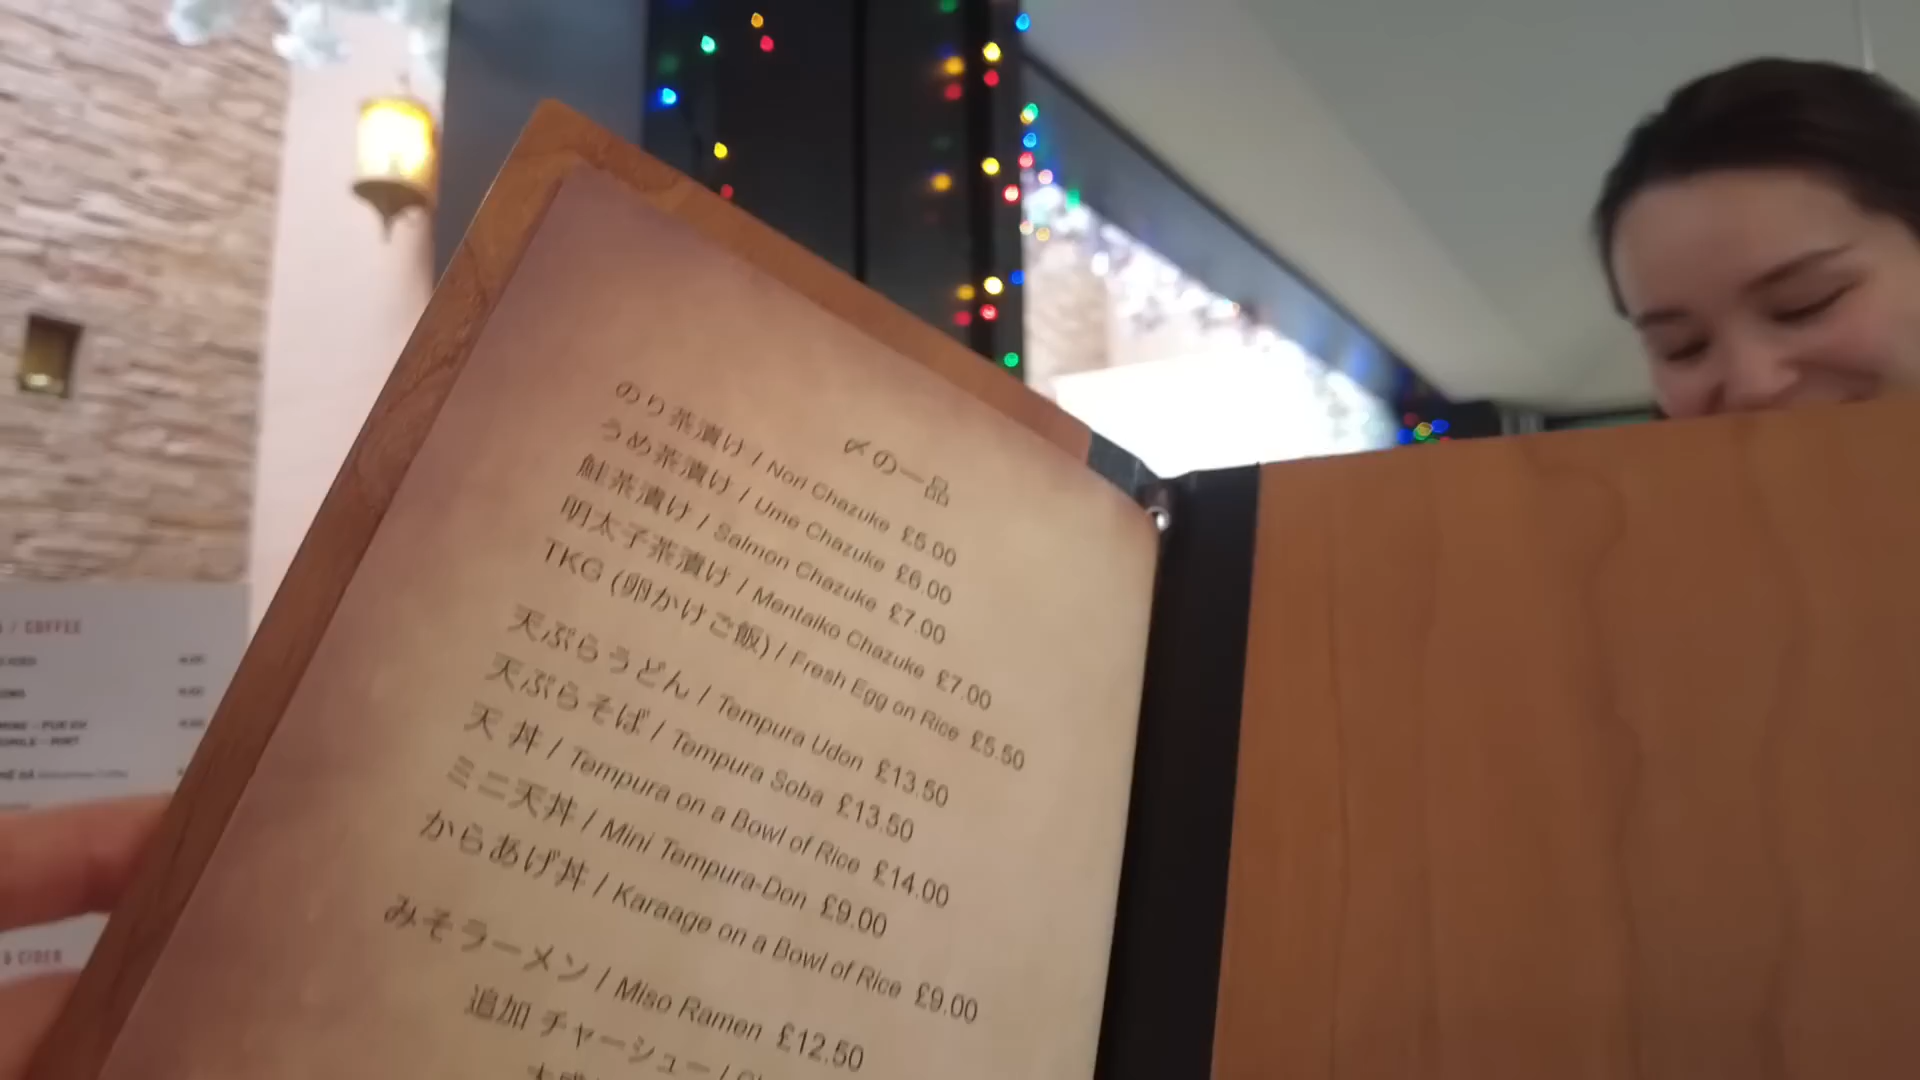 〆の一品
のり茶漬け / Nori Chazuke £5.00
うめ茶漬け / Ume Chazuke £6.00
鮭茶漬け / Salmon Chazuke £7.00
明太子茶漬け / Mentaiko Chazuke £7.00
TKG (卵かけご飯) / Fresh Egg on Rice £5.50
天ぷらうどん / Tempura Udon £13.50
天ぷらそば / Tempura Soba £13.50
天 丼 / Tempura on a Bowl of Rice £14.00
ミニ天丼 / Mini Tempura-Don £9.00
からあげ丼 / Karaage on a Bowl of Rice £9.00
みそラーメン / Miso Ramen £12.50
追加 チャーシュー /
/ COFFEE
& CIDER